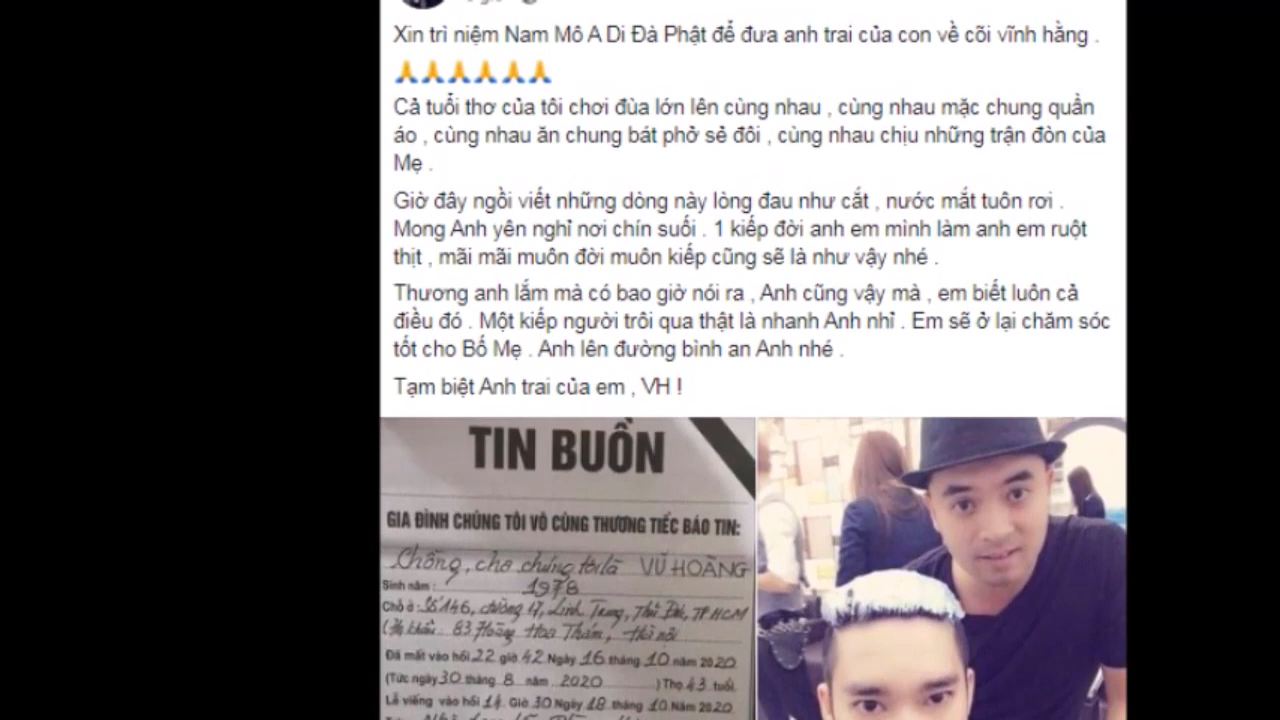 Xin trì niệm Nam Mô A Di Đà Phật để đưa anh trai của con về cõi vĩnh hằng .
🙏🙏🙏🙏🙏🙏
Cả tuổi thơ của tôi chơi đùa lớn lên cùng nhau , cùng nhau mặc chung quần
áo , cùng nhau ăn chung bát phở sẻ đôi , cùng nhau chịu những trận đòn của
Mẹ .
Giờ đây ngồi viết những dòng này lòng đau như cắt , nước mắt tuôn rơi .
Mong Anh yên nghỉ nơi chín suối . 1 kiếp đời anh em mình làm anh em ruột
thịt , mãi mãi muôn đời muôn kiếp cũng sẽ là như vậy nhé .
Thương anh lắm mà có bao giờ nói ra , Anh cũng vậy mà , em biết luôn cả
điều đó . Một kiếp người trôi qua thật là nhanh Anh nhỉ . Em sẽ ở lại chăm sóc
tốt cho Bố Mẹ . Anh lên đường bình an Anh nhé .
Tạm biệt Anh trai của em , VH !
TIN BUỒN
GIA ĐÌNH CHÚNG TÔI VÔ CÙNG THƯƠNG TIẾC BÁO TIN:
Chồng, cha chúng tôi là VŨ HOÀNG
Sinh năm : 1978
Chỗ ở : Số 146, đường 17, Linh Trung, Thủ Đức, TP HCM
83 Hoàng Hoa Thám, Hà nội
Đã mất vào hồi 22 giờ 42 Ngày 16 tháng 10 năm 2020
(Tức ngày 30 tháng 8 năm 2020 ) Thọ 43 tuổi.
Lễ viếng vào hồi 14 Giờ 30 Ngày 18 tháng 10 Năm 2020